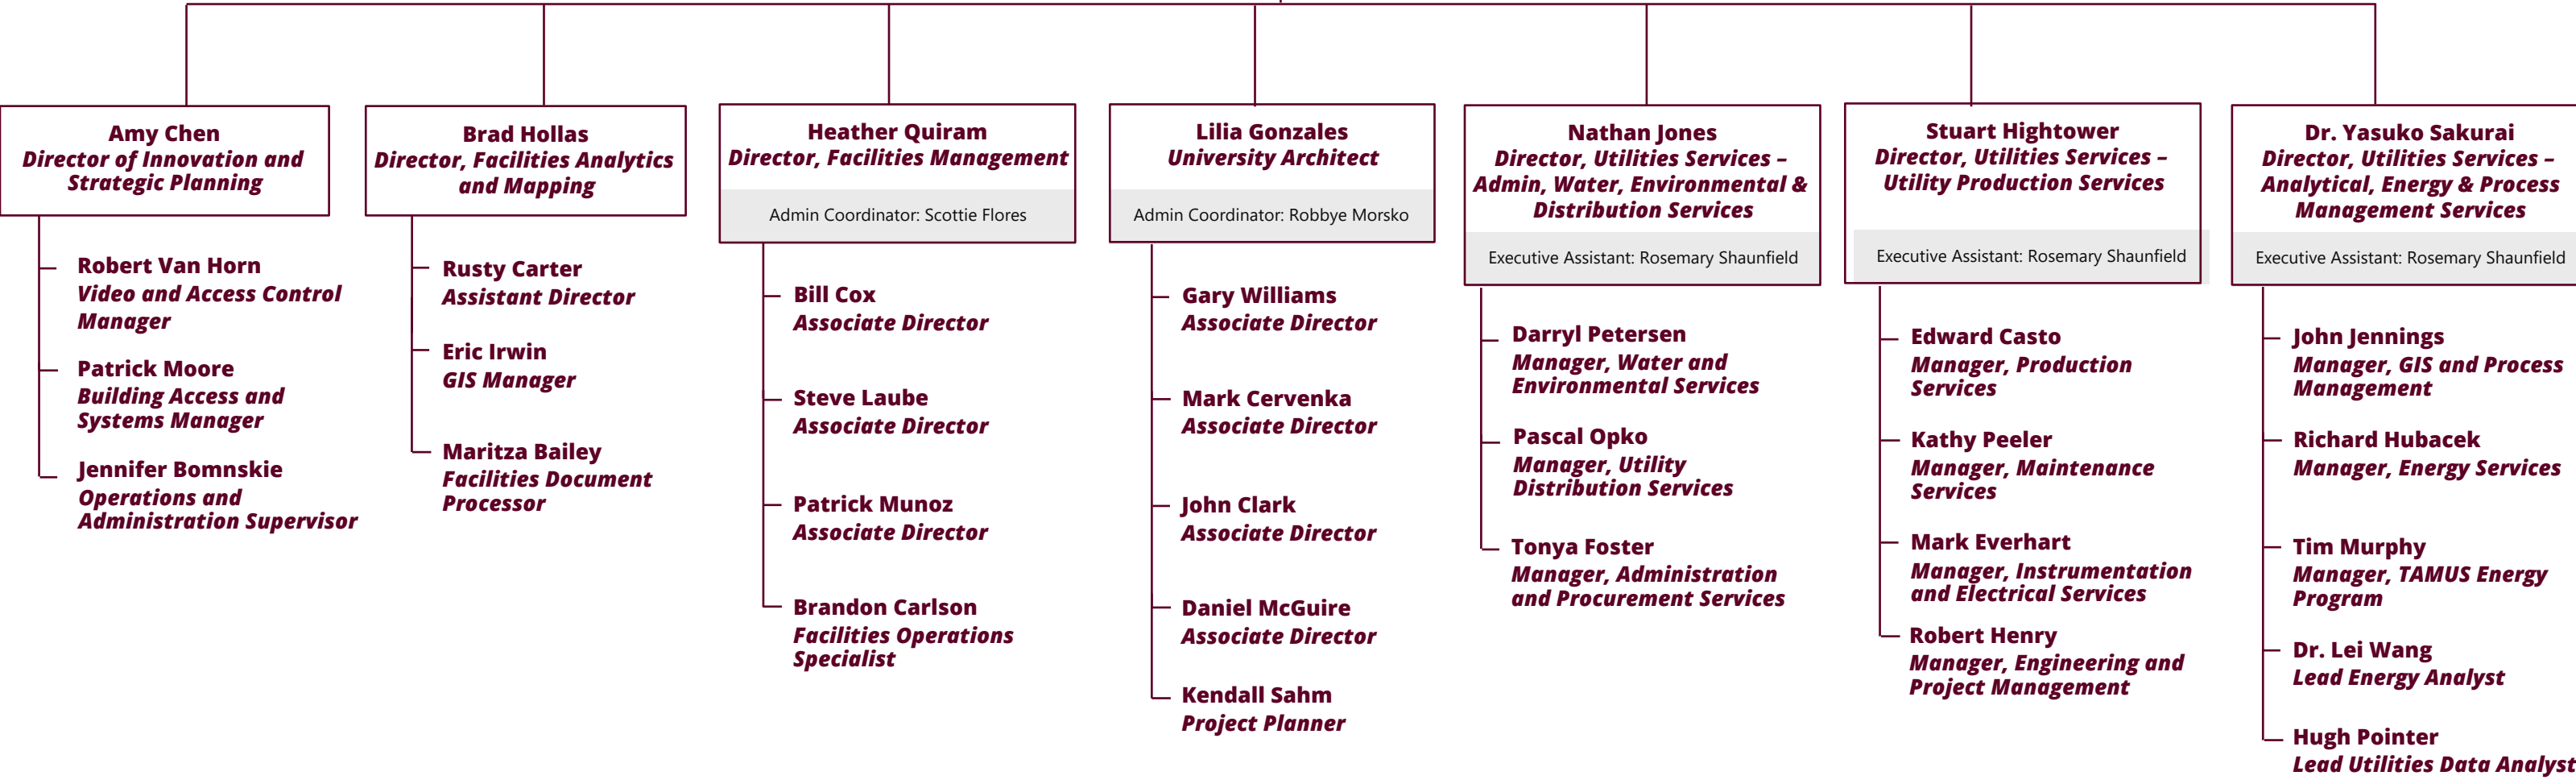 Amy Chen
Director of Innovation and
Strategic Planning
Robert Van Horn
Video and Access Control
Manager
Patrick Moore
Building Access and
Systems Manager
Jennifer Bomnskie
Operations and
Administration Supervisor
Brad Hollas
Director, Facilities Analytics
and Mapping
Rusty Carter
Assistant Director
Eric Irwin
GIS Manager
Maritza Bailey
Facilities Document
Processor
Heather Quiram
Director, Facilities Management
Admin Coordinator: Scottie Flores
Bill Cox
Associate Director
Steve Laube
Associate Director
Patrick Munoz
Associate Director
Brandon Carlson
Facilities Operations
Specialist
Lilia Gonzales
University Architect
Admin Coordinator: Robbye Morsko
Gary Williams
Associate Director
Mark Cervenka
Associate Director
John Clark
Associate Director
Daniel McGuire
Associate Director
Kendall Sahm
Project Planner
Nathan Jones
Director, Utilities Services –
Admin, Water, Environmental &
Distribution Services
Executive Assistant: Rosemary Shaunfield
Darryl Petersen
Manager, Water and
Environmental Services
Pascal Opko
Manager, Utility
Distribution Services
Tonya Foster
Manager, Administration
and Procurement Services
Stuart Hightower
Director, Utilities Services –
Utility Production Services
Executive Assistant: Rosemary Shaunfield
Edward Casto
Manager, Production
Services
Kathy Peeler
Manager, Maintenance
Services
Mark Everhart
Manager, Instrumentation
and Electrical Services
Robert Henry
Manager, Engineering and
Project Management
Dr. Yasuko Sakurai
Director, Utilities Services –
Analytical, Energy & Process
Management Services
Executive Assistant: Rosemary Shaunfield
John Jennings
Manager, GIS and Process
Management
Richard Hubacek
Manager, Energy Services
Tim Murphy
Manager, TAMUS Energy
Program
Dr. Lei Wang
Lead Energy Analyst
Hugh Pointer
Lead Utilities Data Analyst